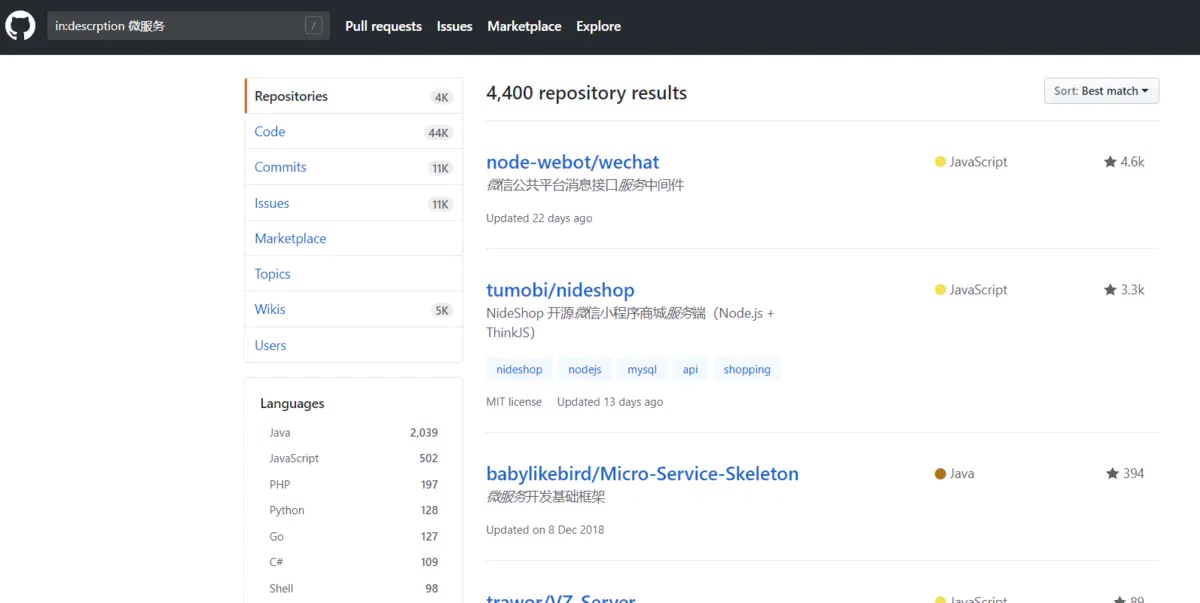 in:descrption 微服务
/
Pull requests
Issues
Marketplace
Explore
Repositories 4K
Code 44K
Commits 11K
Issues 11K
Marketplace
Topics
Wikis 5K
Users
Languages
Java 2,039
JavaScript 502
PHP 197
Python 128
Go 127
C# 109
Shell 98
4,400 repository results
Sort: Best match
node-webot/wechat
JavaScript
4.6k
微信公共平台消息接口服务中间件
Updated 22 days ago
tumobi/nideshop
JavaScript
3.3k
NideShop 开源微信小程序商城服务端（Node.js +
ThinkJS）
nideshop nodejs mysql api shopping
MIT license Updated 13 days ago
babylikebird/Micro-Service-Skeleton
Java
394
微服务开发基础框架
Updated on 8 Dec 2018
trawor/VZ-Server
JavaScript
89